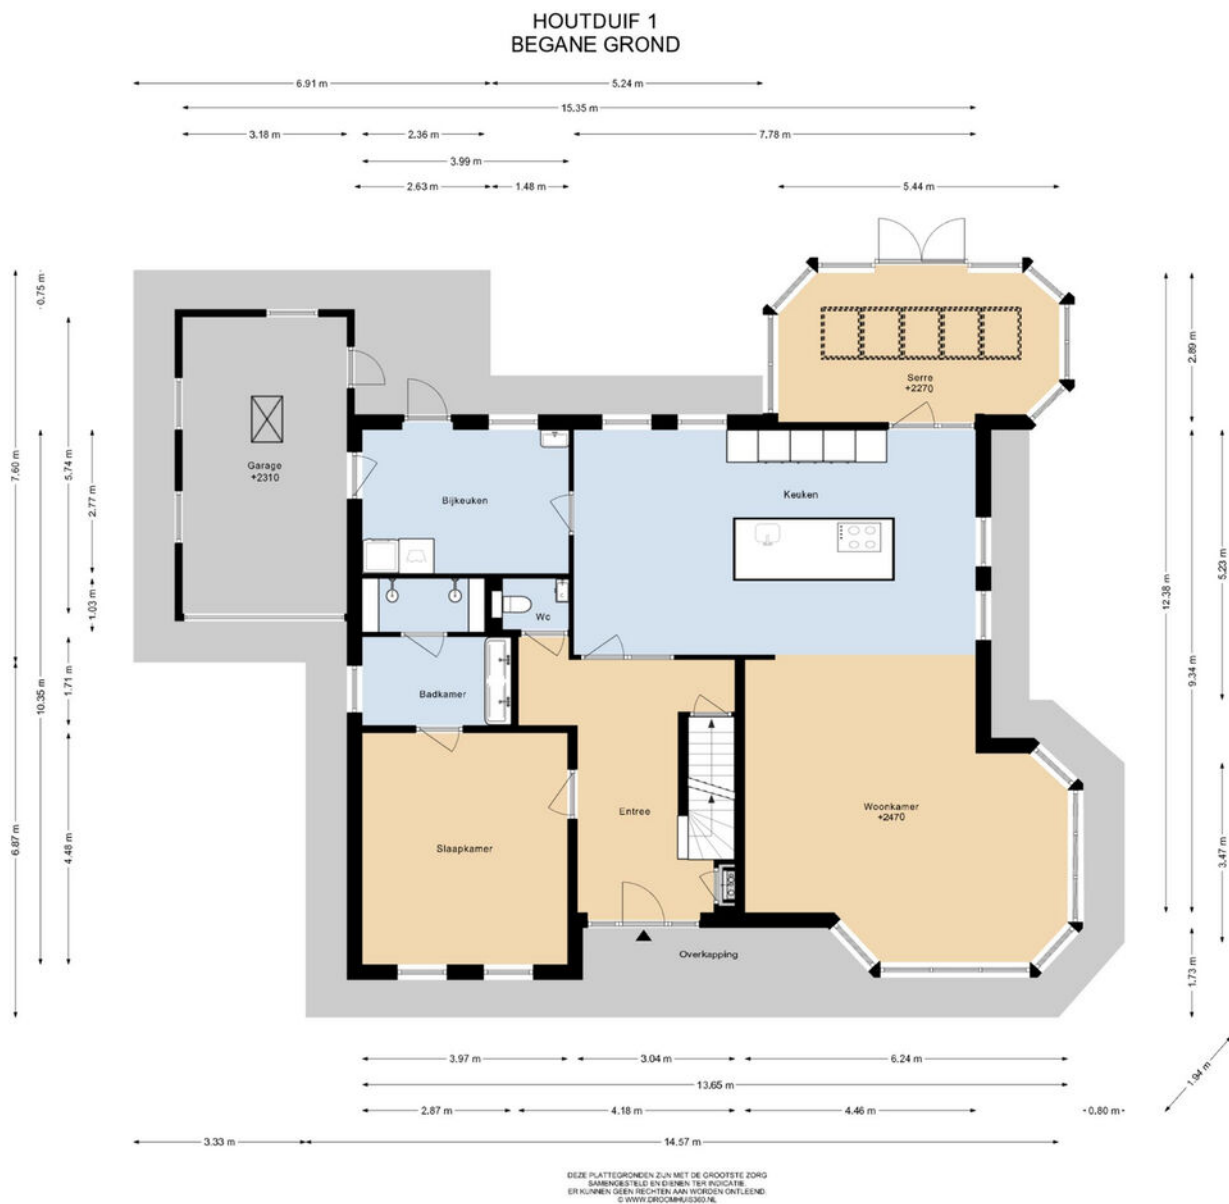 HOUTDUIF 1
BEGANE GROND
6.91 m
5.24 m
15.35 m
3.18 m
2.36 m
7.78 m
3.99 m
2.63 m
1.48 m
5.44 m
0.75 m
7.60 m
5.74 m
2.77 m
1.03 m
10.35 m
1.71 m
6.87 m
4.48 m
Serre
+2270
Garage
+2310
Bijkeuken
Keuken
Wc
Badkamer
Slaapkamer
Entree
Woonkamer
+2470
Overkapping
2.89 m
5.23 m
12.38 m
9.34 m
3.47 m
1.73 m
1.94 m
3.97 m
3.04 m
6.24 m
13.65 m
2.87 m
4.18 m
4.46 m
0.80 m
3.33 m
14.57 m
DEZE PLATTEGRONDEN ZIJN MET DE GROOTSTE ZORG
SAMENGESTELD EN DIENEN TER INDICATIE.
ER KUNNEN GEEN RECHTEN AAN WORDEN ONTLEEND.
© WWW.DROOMHUIS360.NL